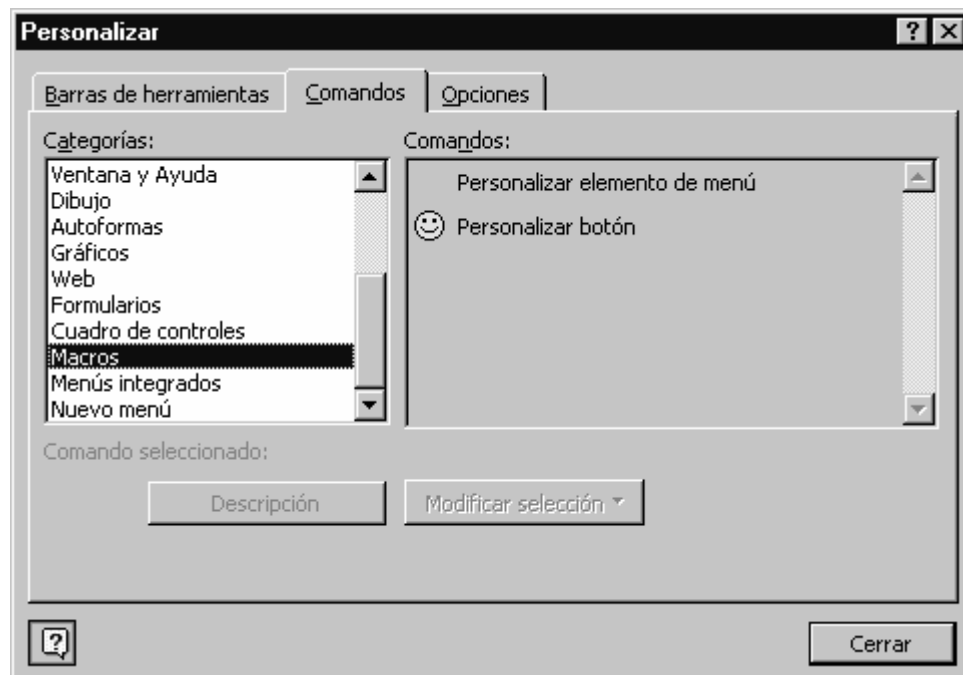 Personalizar
Barras de herramientas
Comandos
Opciones
Categorías:
Ventana y Ayuda
Dibujo
Autoformas
Gráficos
Web
Formularios
Cuadro de controles
Macros
Menús integrados
Nuevo menú
Comandos:
Personalizar elemento de menú
Personalizar botón
Comando seleccionado:
Descripción
Modificar selección
Cerrar